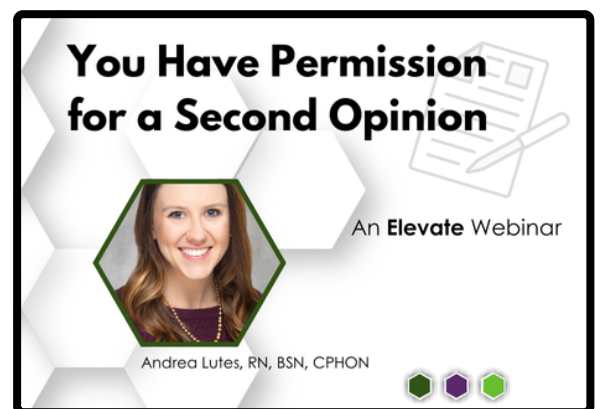 You Have Permission
for a Second Opinion
An Elevate Webinar
Andrea Lutes, RN, BSN, CPHON